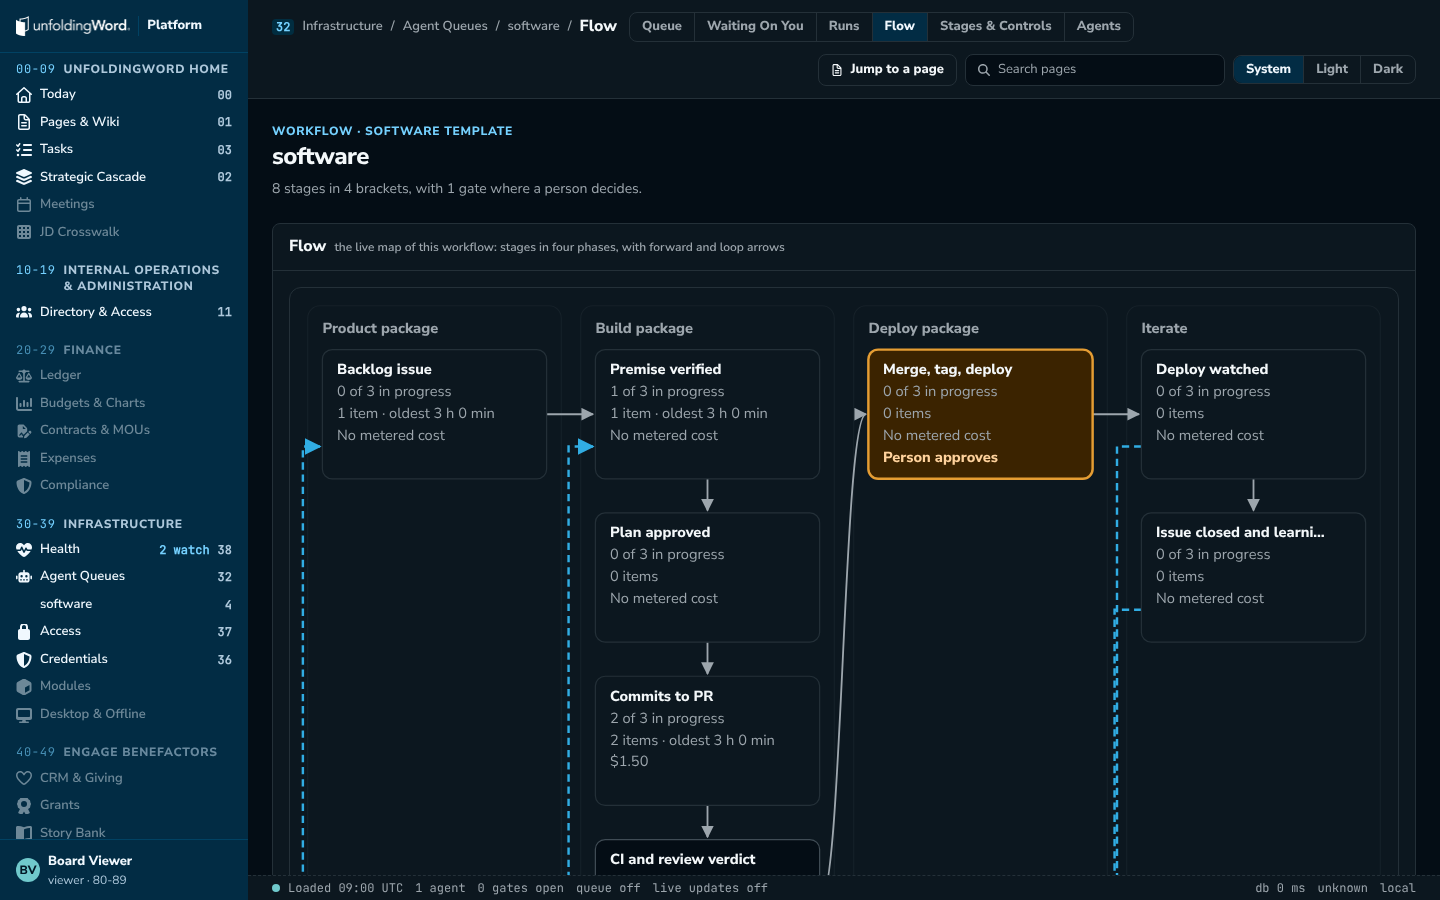 unfoldingWord. Platform
00-09 UNFOLDINGWORD HOME
Today 00
Pages & Wiki 01
Tasks 03
Strategic Cascade 02
Meetings
JD Crosswalk
10-19 INTERNAL OPERATIONS
& ADMINISTRATION
Directory & Access 11
20-29 FINANCE
Ledger
Budgets & Charts
Contracts & MOUs
Expenses
Compliance
30-39 INFRASTRUCTURE
Health 2 watch 38
Agent Queues 32
software 4
Access 37
Credentials 36
Modules
Desktop & Offline
40-49 ENGAGE BENEFACTORS
CRM & Giving
Grants
Story Bank
BV Board Viewer
viewer · 80-89
32 Infrastructure / Agent Queues / software / Flow
Queue Waiting On You Runs Flow Stages & Controls Agents
Jump to a page Search pages System Light Dark
WORKFLOW · SOFTWARE TEMPLATE
software
8 stages in 4 brackets, with 1 gate where a person decides.
Flow the live map of this workflow: stages in four phases, with forward and loop arrows
Product package
Backlog issue
0 of 3 in progress
1 item · oldest 3 h 0 min
No metered cost
Build package
Premise verified
1 of 3 in progress
1 item · oldest 3 h 0 min
No metered cost
Plan approved
0 of 3 in progress
0 items
No metered cost
Commits to PR
2 of 3 in progress
2 items · oldest 3 h 0 min
$1.50
CI and review verdict
Deploy package
Merge, tag, deploy
0 of 3 in progress
0 items
No metered cost
Person approves
Iterate
Deploy watched
0 of 3 in progress
0 items
No metered cost
Issue closed and learni...
0 of 3 in progress
0 items
No metered cost
Loaded 09:00 UTC 1 agent 0 gates open queue off live updates off
db 0 ms unknown local